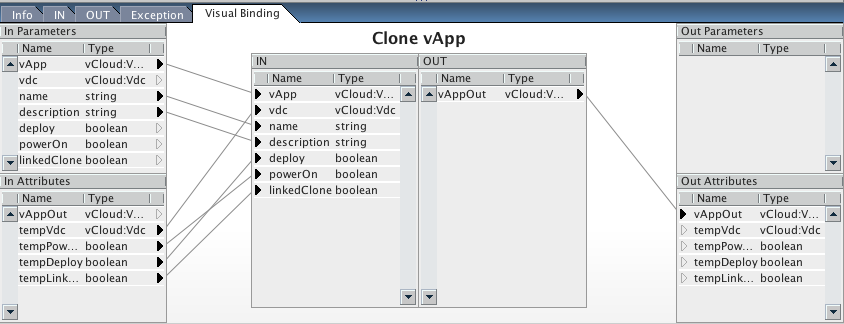 Info IN OUT Exception Visual Binding
Clone vApp
In Parameters
Name Type
vApp vCloud:V...
vdc vCloud:Vdc
name string
description string
deploy boolean
powerOn boolean
linkedClone boolean
In Attributes
Name Type
vAppOut vCloud:V...
tempVdc vCloud:Vdc
tempPow... boolean
tempDeploy boolean
tempLink... boolean
IN
Name Type
vApp vCloud:V...
vdc vCloud:Vdc
name string
description string
deploy boolean
powerOn boolean
linkedClone boolean
OUT
Name Type
vAppOut vCloud:V...
Out Parameters
Name Type
Out Attributes
Name Type
vAppOut vCloud:V...
tempVdc vCloud:Vdc
tempPow... boolean
tempDeploy boolean
tempLink... boolean